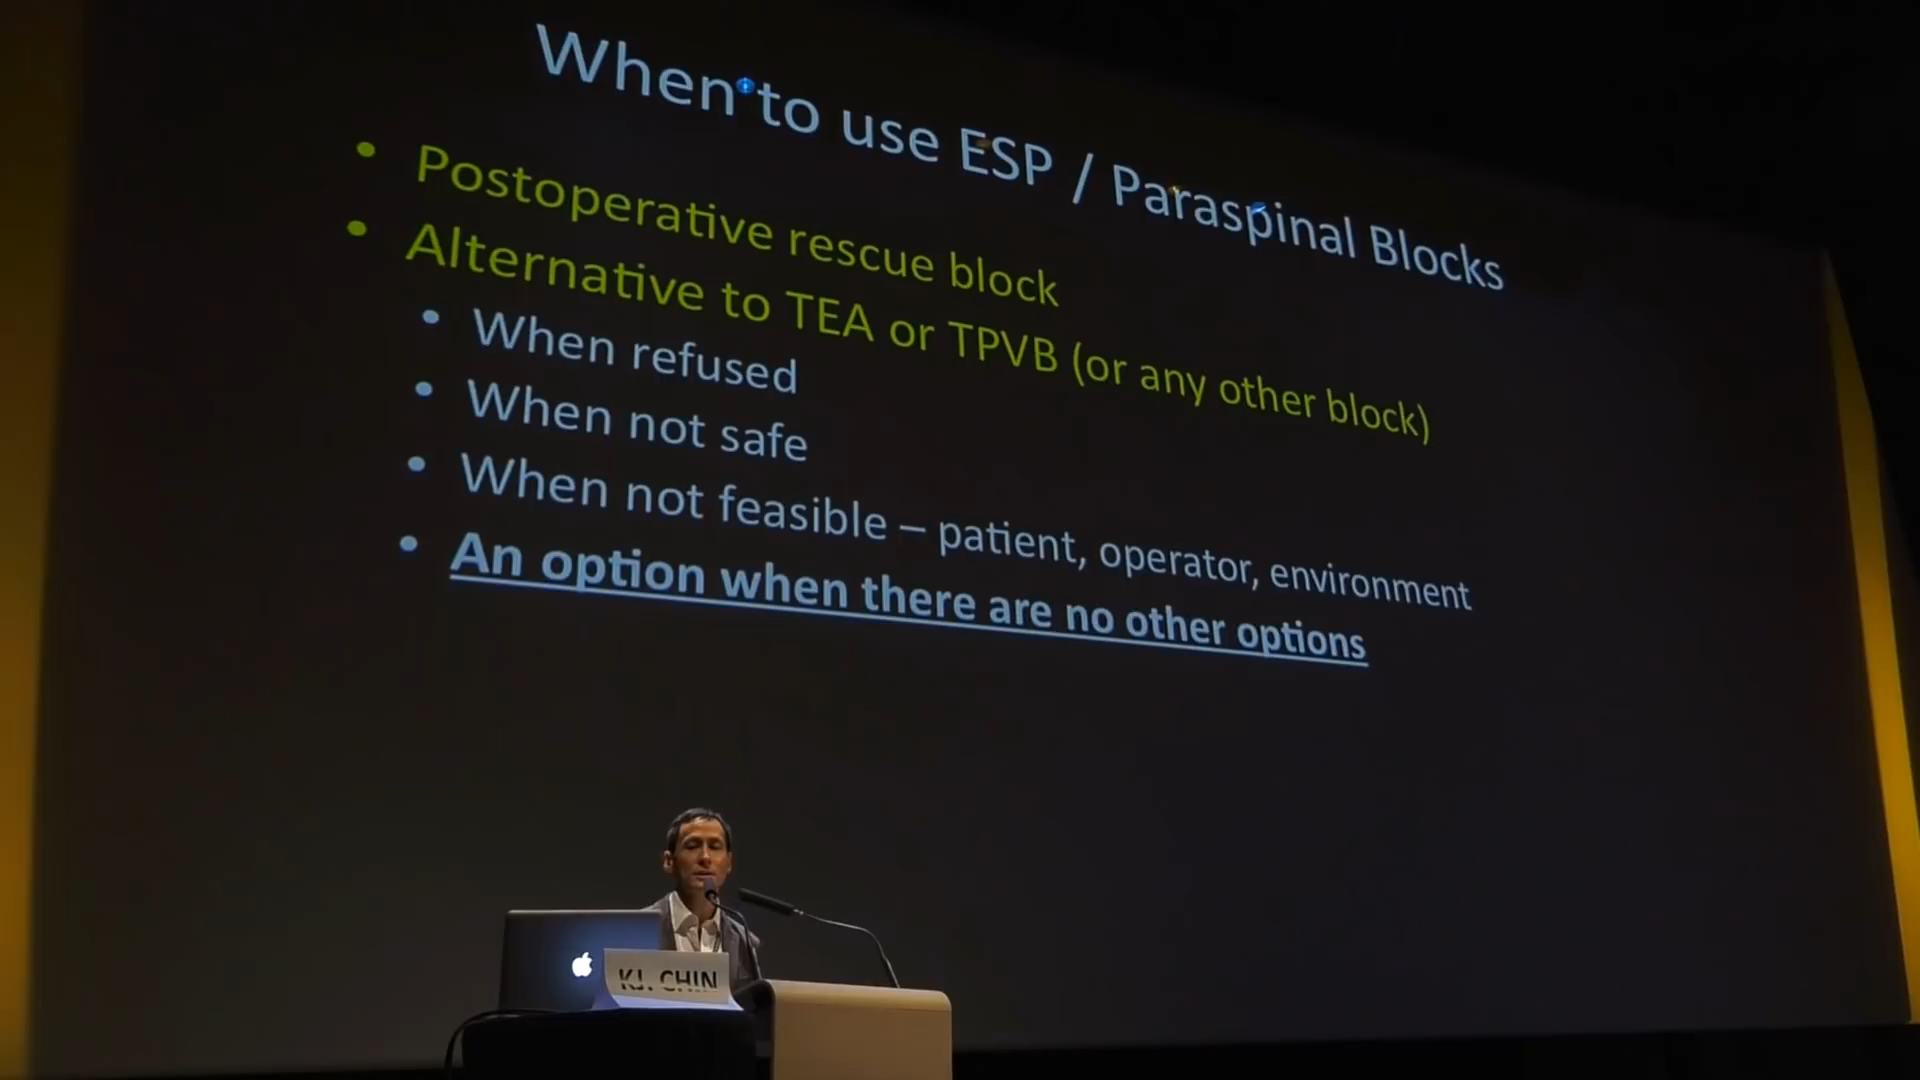 When to use ESP / Paraspinal Blocks
• Postoperative rescue block
• Alternative to TEA or TPVB (or any other block)
• When refused
• When not safe
• When not feasible – patient, operator, environment
• An option when there are no other options
KJ. CHIN